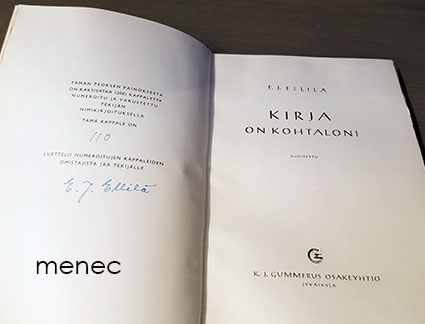 TÄMÄN TEOKSEN PAINOKSESTA
ON KAKSISATAA (200) KAPPALETTA
NUMEROITU JA VARUSTETTU
TEKIJÄN
NIMIKIRJOITUKSELLA
TÄMÄ KAPPALE ON
110
LUETTELO NUMEROITUJEN KAPPALEIDEN
OMISTAJISTA JÄÄ TEKIJÄLLE
E. J. Ellilä
menec
E. J. ELLILÄ
KIRJA
ON KOHTALONI
KUVITETTU
K. J. GUMMERUS OSAKEYHTIÖ
JYVÄSKYLÄ